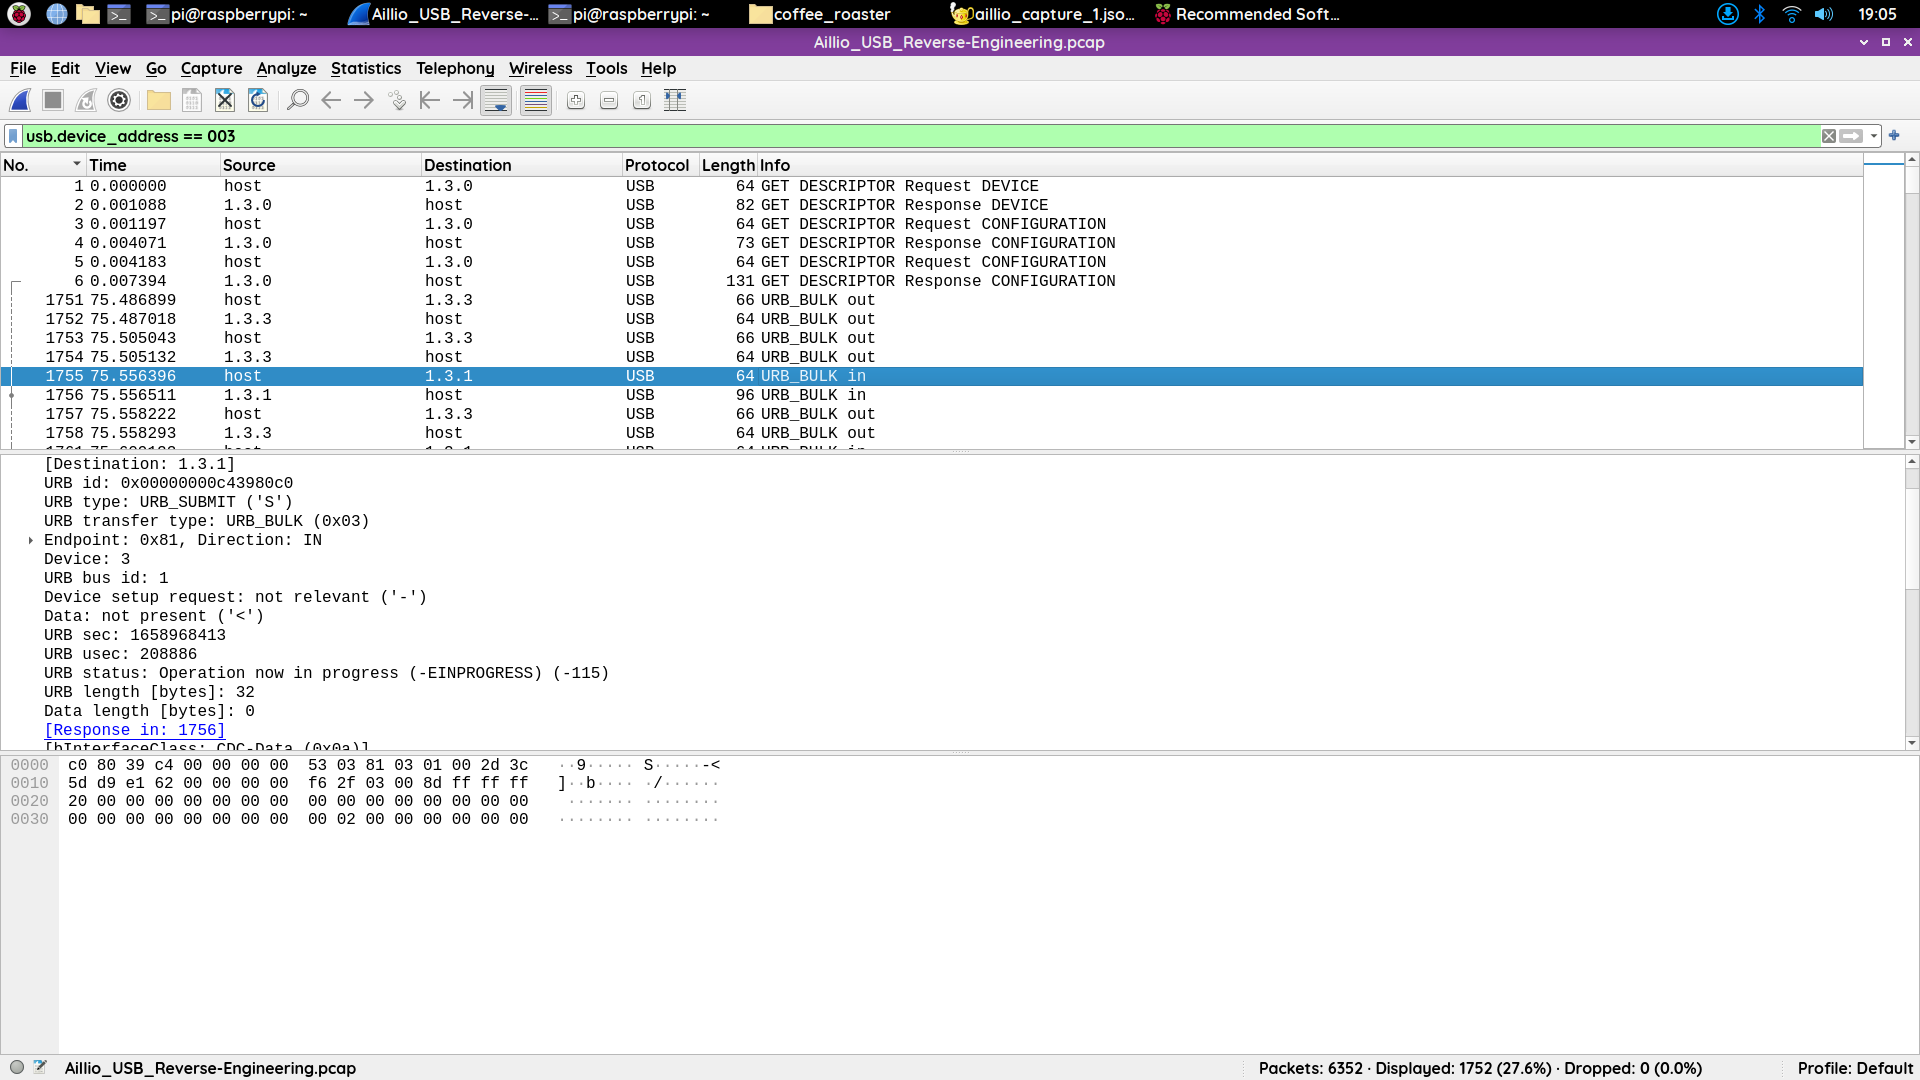 pi@raspberrypi: ~ Aillio_USB_Reverse-... pi@raspberrypi: ~ coffee_roaster aillio_capture_1.jso... Recommended Soft... 19:05
Aillio_USB_Reverse-Engineering.pcap
File Edit View Go Capture Analyze Statistics Telephony Wireless Tools Help
usb.device_address == 003
No. Time Source Destination Protocol Length Info
1 0.000000 host 1.3.0 USB 64 GET DESCRIPTOR Request DEVICE
2 0.001088 1.3.0 host USB 82 GET DESCRIPTOR Response DEVICE
3 0.001197 host 1.3.0 USB 64 GET DESCRIPTOR Request CONFIGURATION
4 0.004071 1.3.0 host USB 73 GET DESCRIPTOR Response CONFIGURATION
5 0.004183 host 1.3.0 USB 64 GET DESCRIPTOR Request CONFIGURATION
6 0.007394 1.3.0 host USB 131 GET DESCRIPTOR Response CONFIGURATION
1751 75.486899 host 1.3.3 USB 66 URB_BULK out
1752 75.487018 1.3.3 host USB 64 URB_BULK out
1753 75.505043 host 1.3.3 USB 66 URB_BULK out
1754 75.505132 1.3.3 host USB 64 URB_BULK out
1755 75.556396 host 1.3.1 USB 64 URB_BULK in
1756 75.556511 1.3.1 host USB 96 URB_BULK in
1757 75.558222 host 1.3.3 USB 66 URB_BULK out
1758 75.558293 1.3.3 host USB 64 URB_BULK out
[Destination: 1.3.1]
URB id: 0x00000000c43980c0
URB type: URB_SUBMIT ('S')
URB transfer type: URB_BULK (0x03)
Endpoint: 0x81, Direction: IN
Device: 3
URB bus id: 1
Device setup request: not relevant ('-')
Data: not present ('<')
URB sec: 1658968413
URB usec: 208886
URB status: Operation now in progress (-EINPROGRESS) (-115)
URB length [bytes]: 32
Data length [bytes]: 0
[Response in: 1756]
[bInterfaceClass: CDC-Data (0x0a)]
0000 c0 80 39 c4 00 00 00 00 53 03 81 03 01 00 2d 3c ··9····· S·····-<
0010 5d d9 e1 62 00 00 00 00 f6 2f 03 00 8d ff ff ff ]··b···· ·/······
0020 20 00 00 00 00 00 00 00 00 00 00 00 00 00 00 00 ······· ········
0030 00 00 00 00 00 00 00 00 00 02 00 00 00 00 00 00 ········ ········
Aillio_USB_Reverse-Engineering.pcap Packets: 6352 · Displayed: 1752 (27.6%) · Dropped: 0 (0.0%) Profile: Default